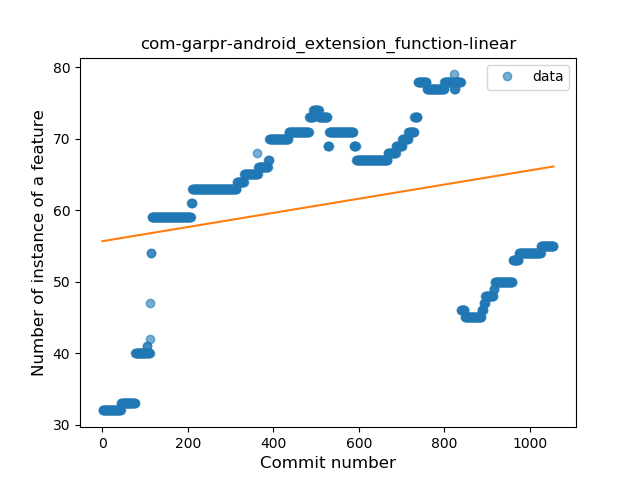 com-garpr-android_extension_function-linear
data
Number of instance of a feature
80
70
60
50
40
30
0 200 400 600 800 1000
Commit number